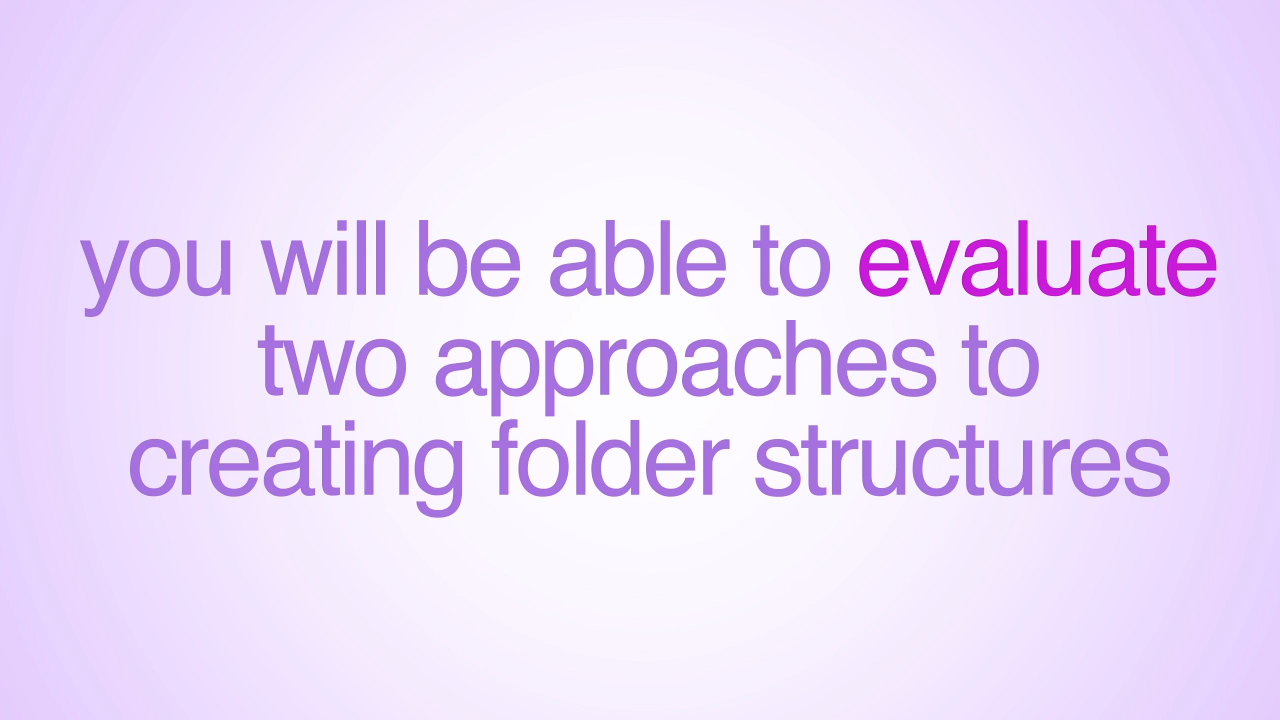 you will be able to evaluate
two approaches to
creating folder structures